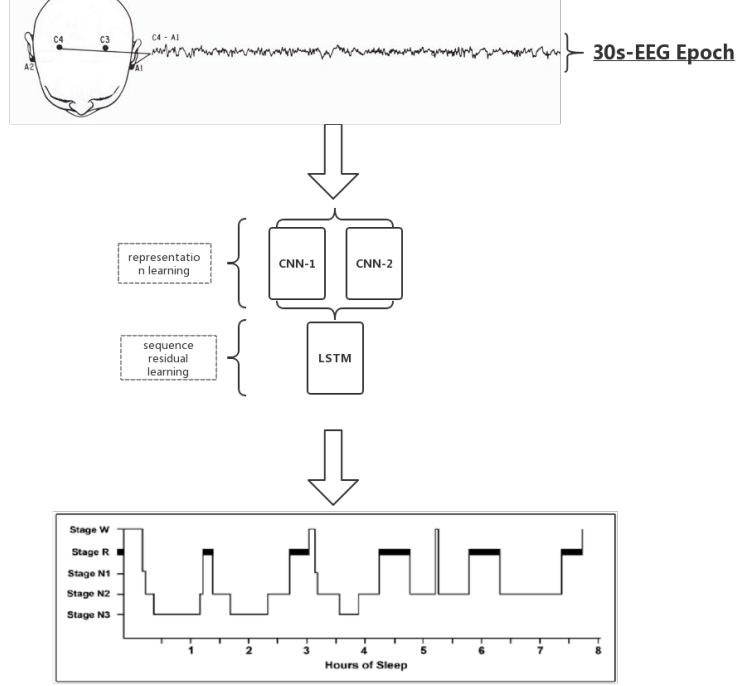 C4 - A1
C4
C3
A2
A1
30s-EEG Epoch
CNN-1
CNN-2
representatio
n learning
sequence
residual
learning
LSTM
Stage W
Stage R
Stage N1
Stage N2
Stage N3
1 2 3 4 5 6 7 8
Hours of Sleep